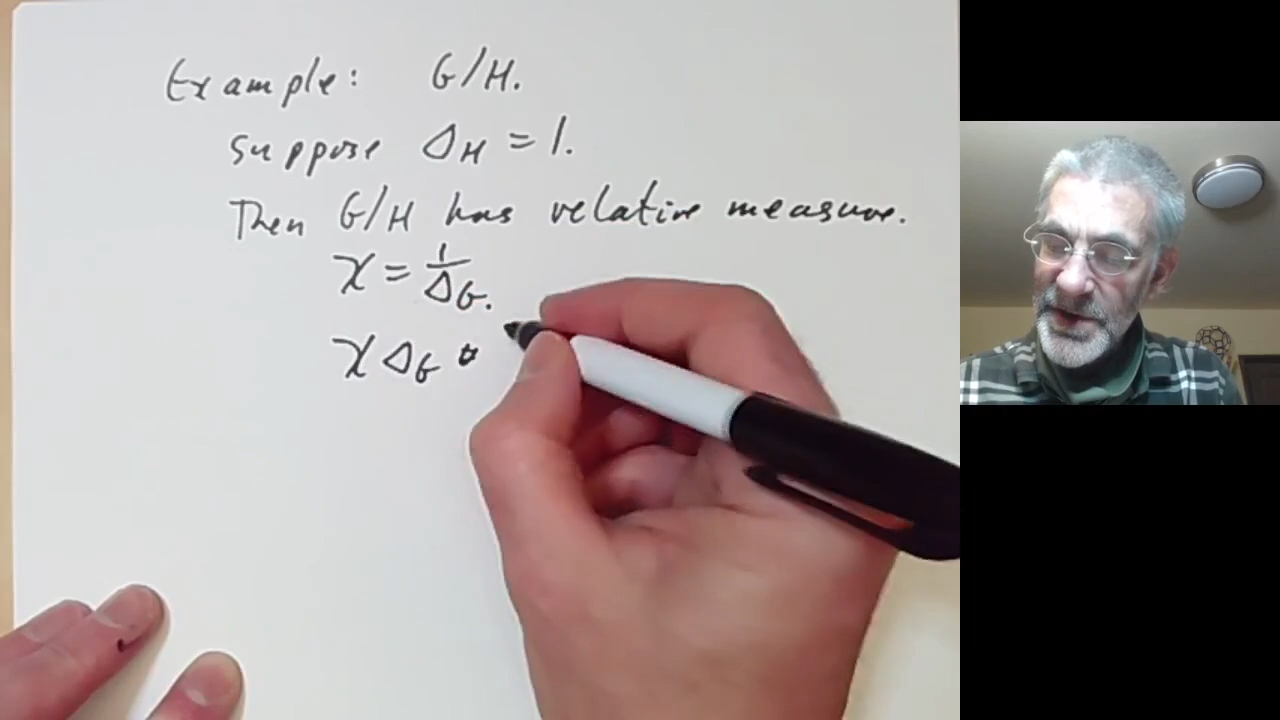 Example: G/H.
Suppose Δ_H = 1.
Then G/H has relative measure.
χ = 1/Δ_G.
χ Δ_G